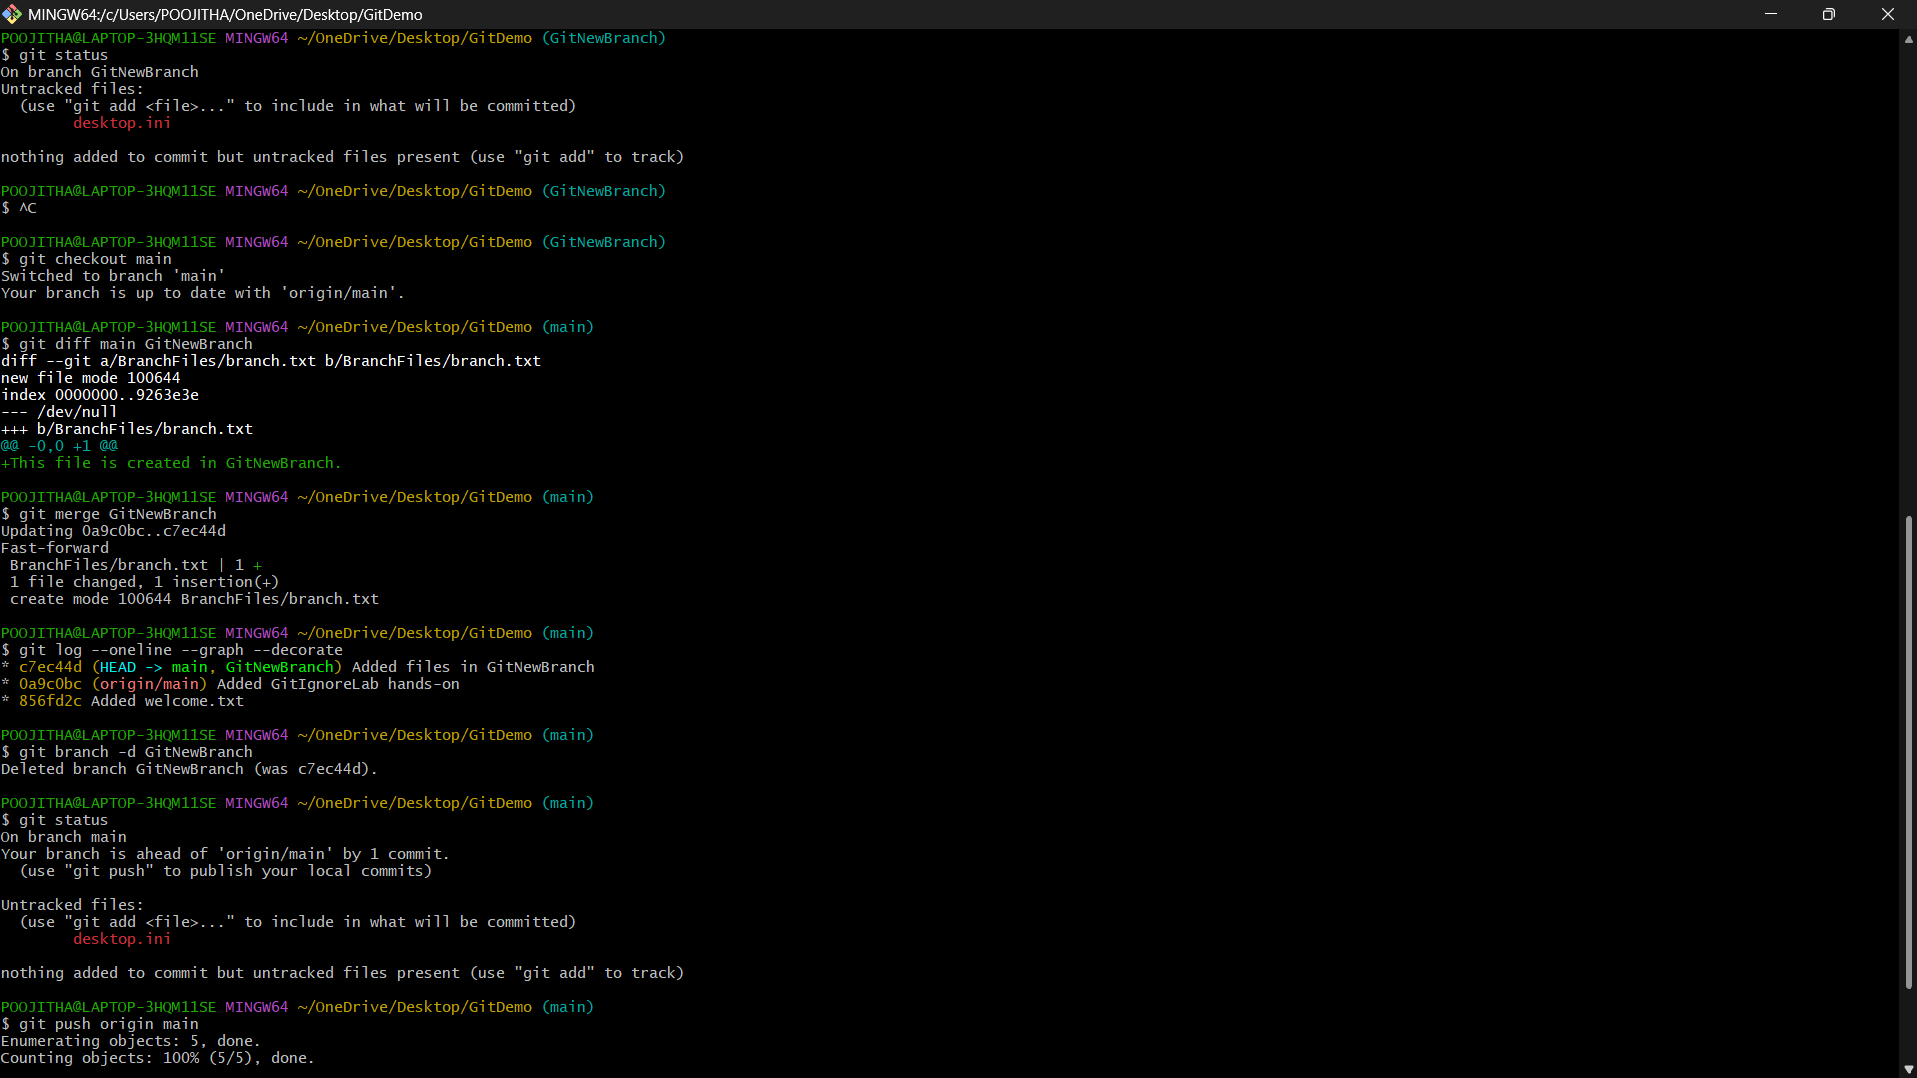 MINGW64:/c/Users/POOJITHA/OneDrive/Desktop/GitDemo
POOJITHA@LAPTOP-3HQM11SE MINGW64 ~/OneDrive/Desktop/GitDemo (GitNewBranch)
$ git status
On branch GitNewBranch
Untracked files:
  (use "git add <file>..." to include in what will be committed)
        desktop.ini

nothing added to commit but untracked files present (use "git add" to track)

POOJITHA@LAPTOP-3HQM11SE MINGW64 ~/OneDrive/Desktop/GitDemo (GitNewBranch)
$ ^C

POOJITHA@LAPTOP-3HQM11SE MINGW64 ~/OneDrive/Desktop/GitDemo (GitNewBranch)
$ git checkout main
Switched to branch 'main'
Your branch is up to date with 'origin/main'.

POOJITHA@LAPTOP-3HQM11SE MINGW64 ~/OneDrive/Desktop/GitDemo (main)
$ git diff main GitNewBranch
diff --git a/BranchFiles/branch.txt b/BranchFiles/branch.txt
new file mode 100644
index 0000000..9263e3e
--- /dev/null
+++ b/BranchFiles/branch.txt
@@ -0,0 +1 @@
+This file is created in GitNewBranch.

POOJITHA@LAPTOP-3HQM11SE MINGW64 ~/OneDrive/Desktop/GitDemo (main)
$ git merge GitNewBranch
Updating 0a9c0bc..c7ec44d
Fast-forward
 BranchFiles/branch.txt | 1 +
 1 file changed, 1 insertion(+)
 create mode 100644 BranchFiles/branch.txt

POOJITHA@LAPTOP-3HQM11SE MINGW64 ~/OneDrive/Desktop/GitDemo (main)
$ git log --oneline --graph --decorate
* c7ec44d (HEAD -> main, GitNewBranch) Added files in GitNewBranch
* 0a9c0bc (origin/main) Added GitIgnoreLab hands-on
* 856fd2c Added welcome.txt

POOJITHA@LAPTOP-3HQM11SE MINGW64 ~/OneDrive/Desktop/GitDemo (main)
$ git branch -d GitNewBranch
Deleted branch GitNewBranch (was c7ec44d).

POOJITHA@LAPTOP-3HQM11SE MINGW64 ~/OneDrive/Desktop/GitDemo (main)
$ git status
On branch main
Your branch is ahead of 'origin/main' by 1 commit.
  (use "git push" to publish your local commits)

Untracked files:
  (use "git add <file>..." to include in what will be committed)
        desktop.ini

nothing added to commit but untracked files present (use "git add" to track)

POOJITHA@LAPTOP-3HQM11SE MINGW64 ~/OneDrive/Desktop/GitDemo (main)
$ git push origin main
Enumerating objects: 5, done.
Counting objects: 100% (5/5), done.